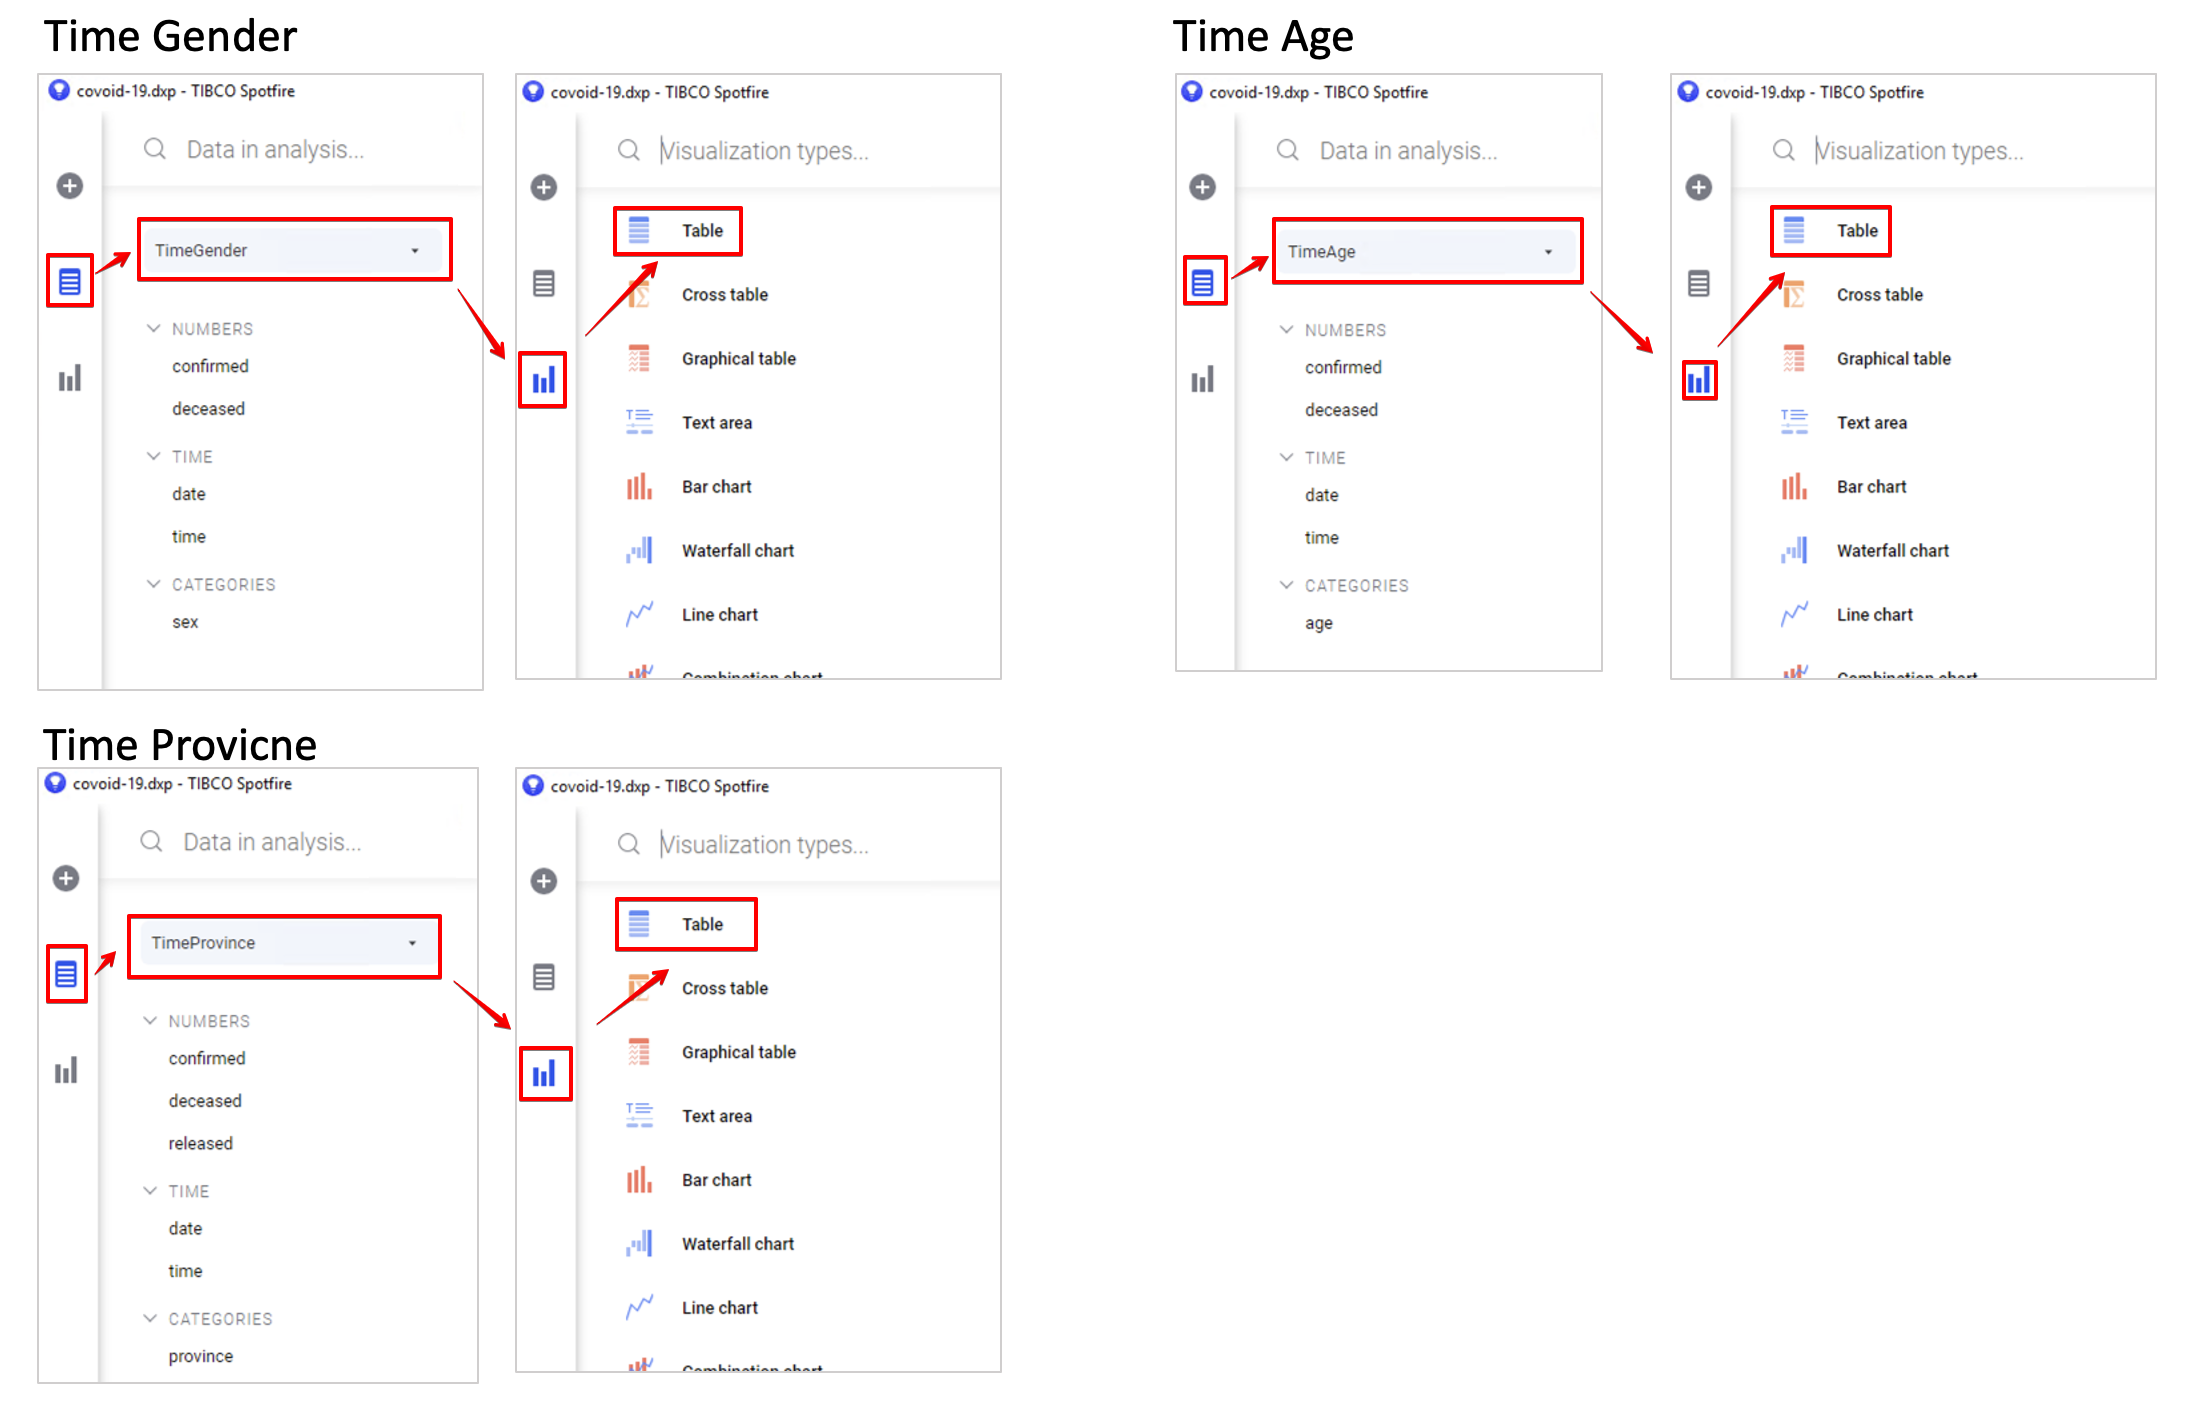 Time Gender
covoid-19.dxp - TIBCO Spotfire
Data in analysis...
TimeGender
NUMBERS
confirmed
deceased
TIME
date
time
CATEGORIES
sex
covoid-19.dxp - TIBCO Spotfire
Visualization types...
Table
Cross table
Graphical table
Text area
Bar chart
Waterfall chart
Line chart
Combination chart
Time Age
covoid-19.dxp - TIBCO Spotfire
Data in analysis...
TimeAge
NUMBERS
confirmed
deceased
TIME
date
time
CATEGORIES
age
covoid-19.dxp - TIBCO Spotfire
Visualization types...
Table
Cross table
Graphical table
Text area
Bar chart
Waterfall chart
Line chart
Combination chart
Time Provicne
covoid-19.dxp - TIBCO Spotfire
Data in analysis...
TimeProvince
NUMBERS
confirmed
deceased
released
TIME
date
time
CATEGORIES
province
covoid-19.dxp - TIBCO Spotfire
Visualization types...
Table
Cross table
Graphical table
Text area
Bar chart
Waterfall chart
Line chart
Combination chart